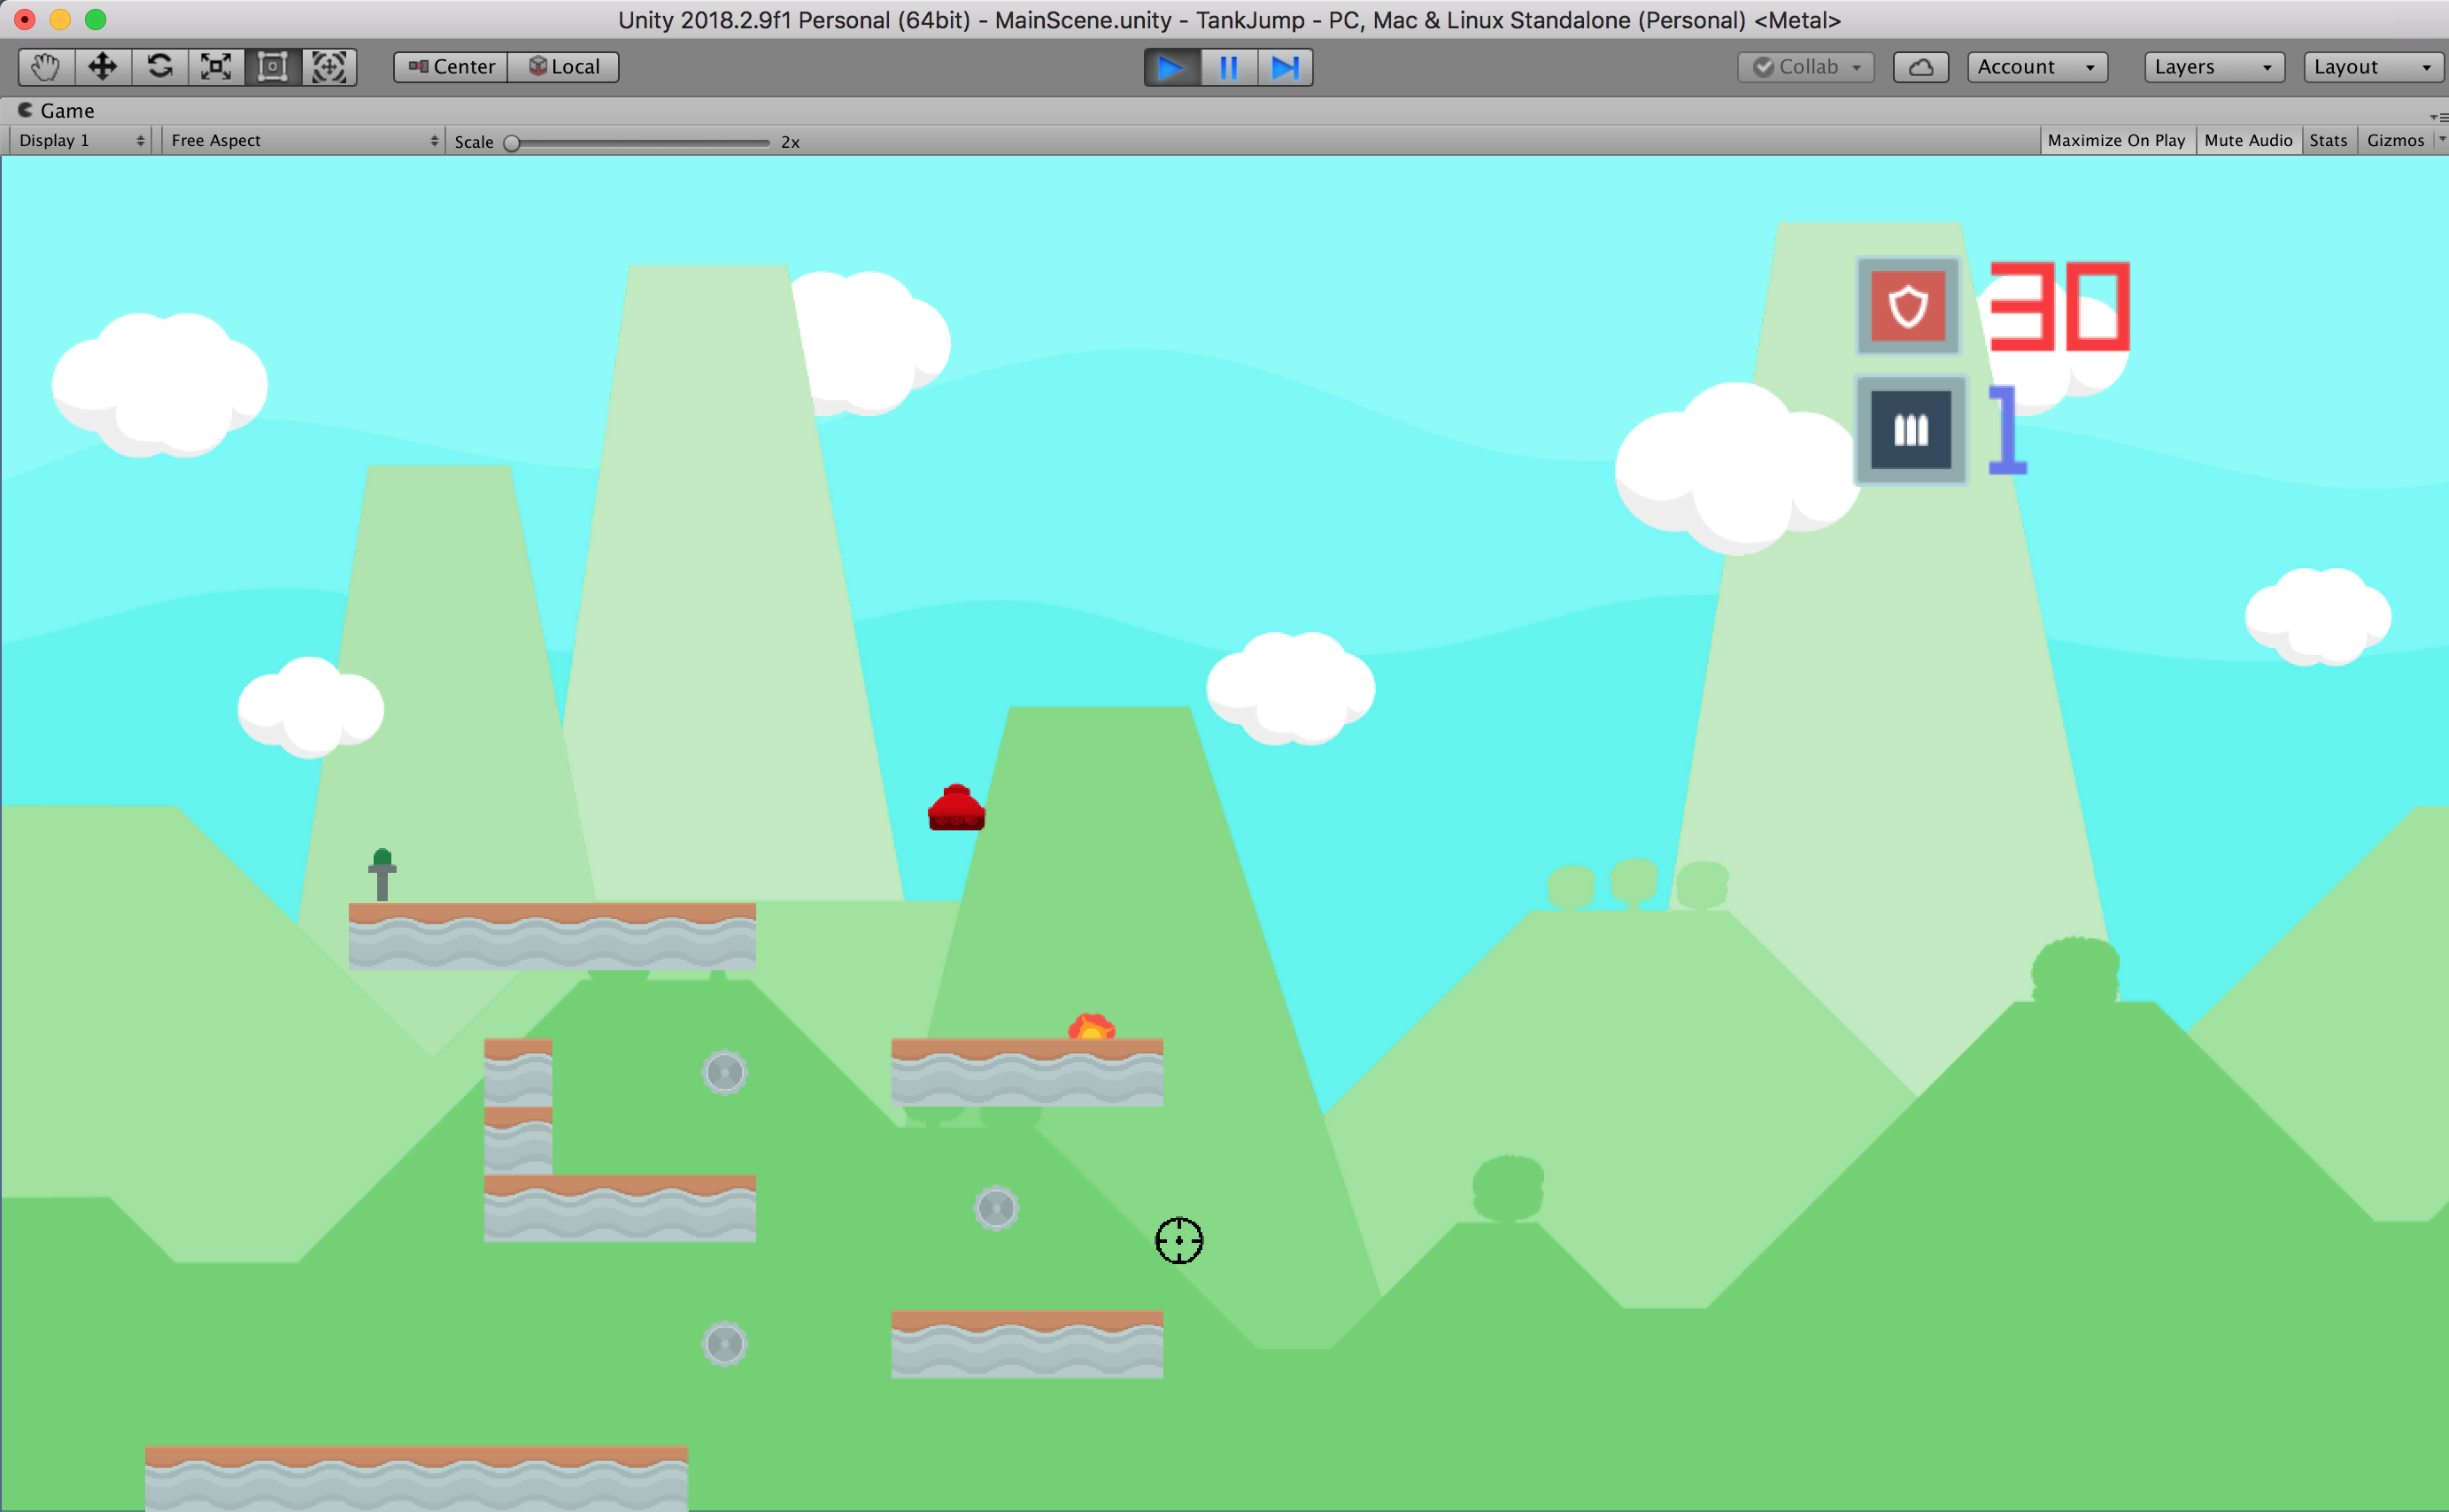 Unity 2018.2.9f1 Personal (64bit) - MainScene.unity - TankJump - PC, Mac & Linux Standalone (Personal) <Metal>
Center Local Collab Account Layers Layout
Game
Display 1 Free Aspect Scale 2x Maximize On Play Mute Audio Stats Gizmos
30
1